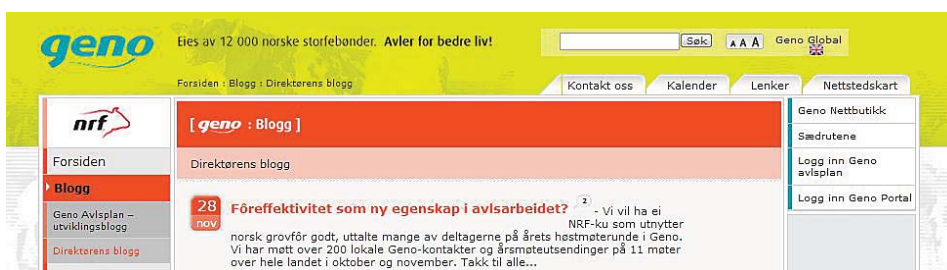 geno
Eies av 12 000 norske storfebønder. Avler for bedre liv!
Søk
A A A
Geno Global
Forsiden : Blogg : Direktørens blogg
Kontakt oss
Kalender
Lenker
Nettstedskart
nrf
Forsiden
Blogg
Geno Avlsplan –
utviklingsblogg
Direktørens blogg
[ geno : Blogg ]
Direktørens blogg
28
nov
Fôreffektivitet som ny egenskap i avlsarbeidet? 2 - Vi vil ha ei
NRF-ku som utnytter
norsk grovfôr godt, uttalte mange av deltagerne på årets høstmøterunde i Geno.
Vi har møtt over 200 lokale Geno-kontakter og årsmøteutsendinger på 11 møter
over hele landet i oktober og november. Takk til alle...
Geno Nettbutikk
Sædrutene
Logg inn Geno
avlsplan
Logg inn Geno Portal